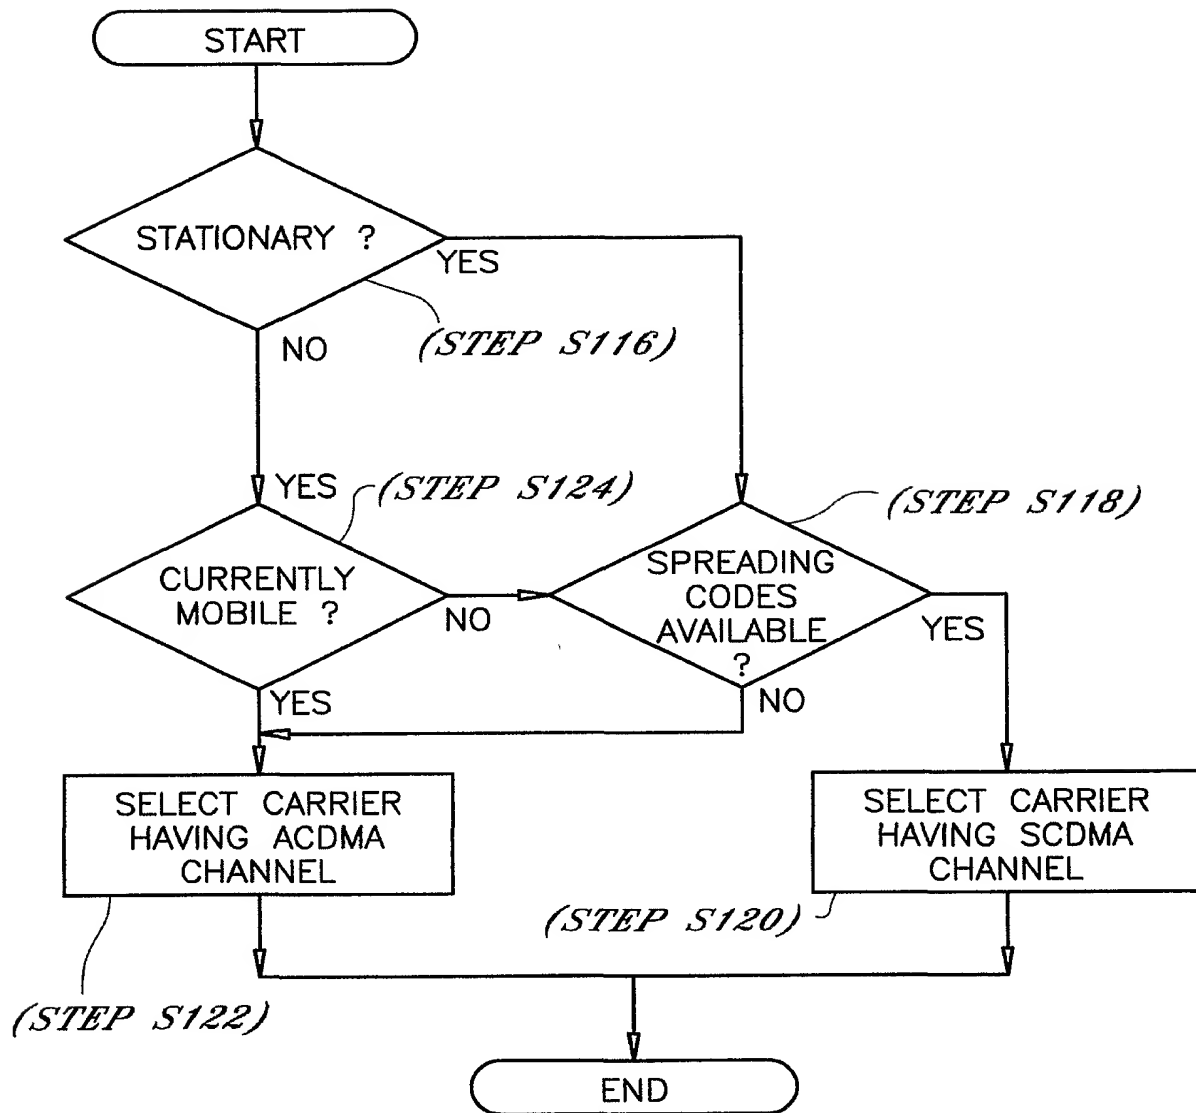 START
STATIONARY ?
YES
NO
(STEP S116)
YES
(STEP S124)
(STEP S118)
CURRENTLY
MOBILE ?
NO
SPREADING
CODES
AVAILABLE
?
YES
YES
NO
SELECT CARRIER
HAVING ACDMA
CHANNEL
SELECT CARRIER
HAVING SCDMA
CHANNEL
(STEP S120)
(STEP S122)
END